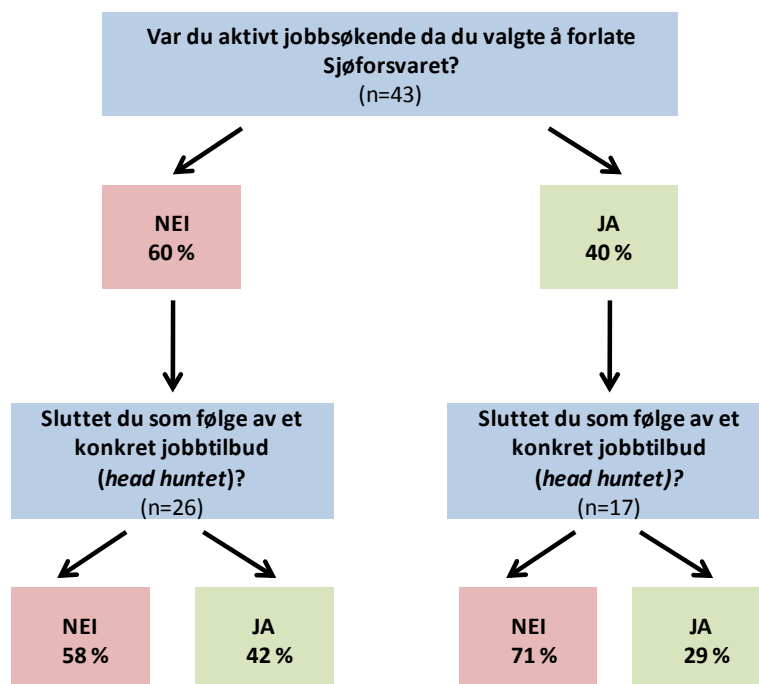 Var du aktivt jobbsøkende da du valgte å forlate
Sjøforsvaret?
(n=43)
NEI
60 %
JA
40 %
Sluttet du som følge av et
konkret jobbtilbud
(head huntet)?
(n=26)
Sluttet du som følge av et
konkret jobbtilbud
(head huntet)?
(n=17)
NEI
58 %
JA
42 %
NEI
71 %
JA
29 %